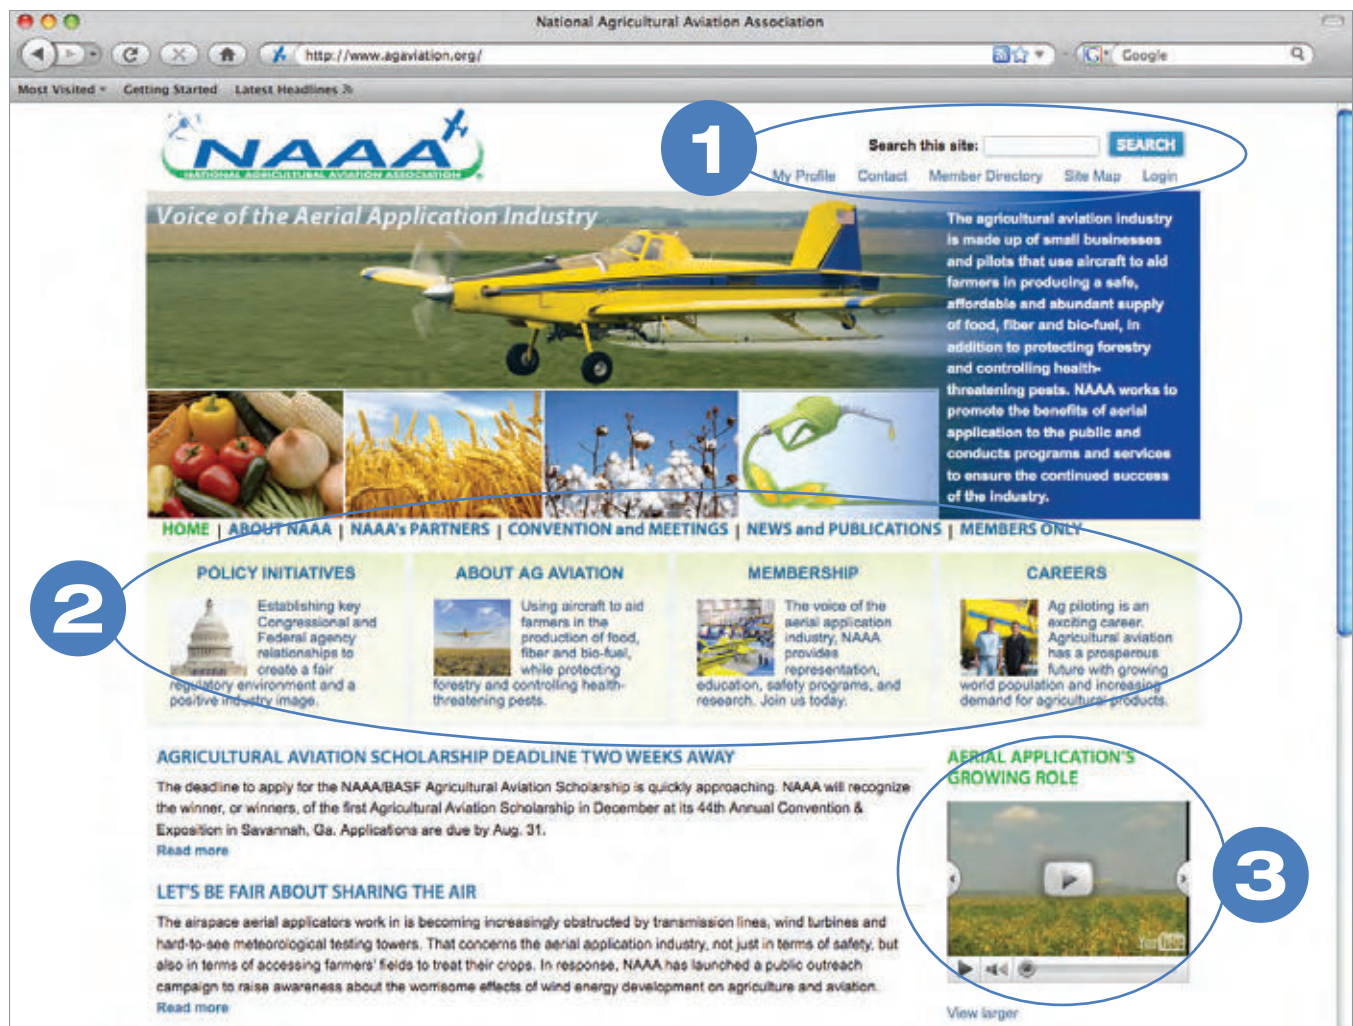 National Agricultural Aviation Association
http://www.agaviation.org/
Google
Most Visited Getting Started Latest Headlines
NAAA
NATIONAL AGRICULTURAL AVIATION ASSOCIATION
1
Search this site: SEARCH
My Profile Contact Member Directory Site Map Login
Voice of the Aerial Application Industry
The agricultural aviation industry
is made up of small businesses
and pilots that use aircraft to aid
farmers in producing a safe,
affordable and abundant supply
of food, fiber and bio-fuel, in
addition to protecting forestry
and controlling health-
threatening pests. NAAA works to
promote the benefits of aerial
application to the public and
conducts programs and services
to ensure the continued success
of the industry.
HOME | ABOUT NAAA | NAAA's PARTNERS | CONVENTION and MEETINGS | NEWS and PUBLICATIONS | MEMBERS ONLY
2
POLICY INITIATIVES
Establishing key
Congressional and
Federal agency
relationships to
create a fair
regulatory environment and a
positive industry image.
ABOUT AG AVIATION
Using aircraft to aid
farmers in the
production of food,
fiber and bio-fuel,
while protecting
forestry and controlling health-
threatening pests.
MEMBERSHIP
The voice of the
aerial application
industry, NAAA
provides
representation,
education, safety programs, and
research. Join us today.
CAREERS
Ag piloting is an
exciting career.
Agricultural aviation
has a prosperous
future with growing
world population and increasing
demand for agricultural products.
AGRICULTURAL AVIATION SCHOLARSHIP DEADLINE TWO WEEKS AWAY
The deadline to apply for the NAAA/BASF Agricultural Aviation Scholarship is quickly approaching. NAAA will recognize
the winner, or winners, of the first Agricultural Aviation Scholarship in December at its 44th Annual Convention &
Exposition in Savannah, Ga. Applications are due by Aug. 31.
Read more
LET'S BE FAIR ABOUT SHARING THE AIR
The airspace aerial applicators work in is becoming increasingly obstructed by transmission lines, wind turbines and
hard-to-see meteorological testing towers. That concerns the aerial application industry, not just in terms of safety, but
also in terms of accessing farmers' fields to treat their crops. In response, NAAA has launched a public outreach
campaign to raise awareness about the worrisome effects of wind energy development on agriculture and aviation.
Read more
AERIAL APPLICATION'S
GROWING ROLE
3
YouTube
View larger